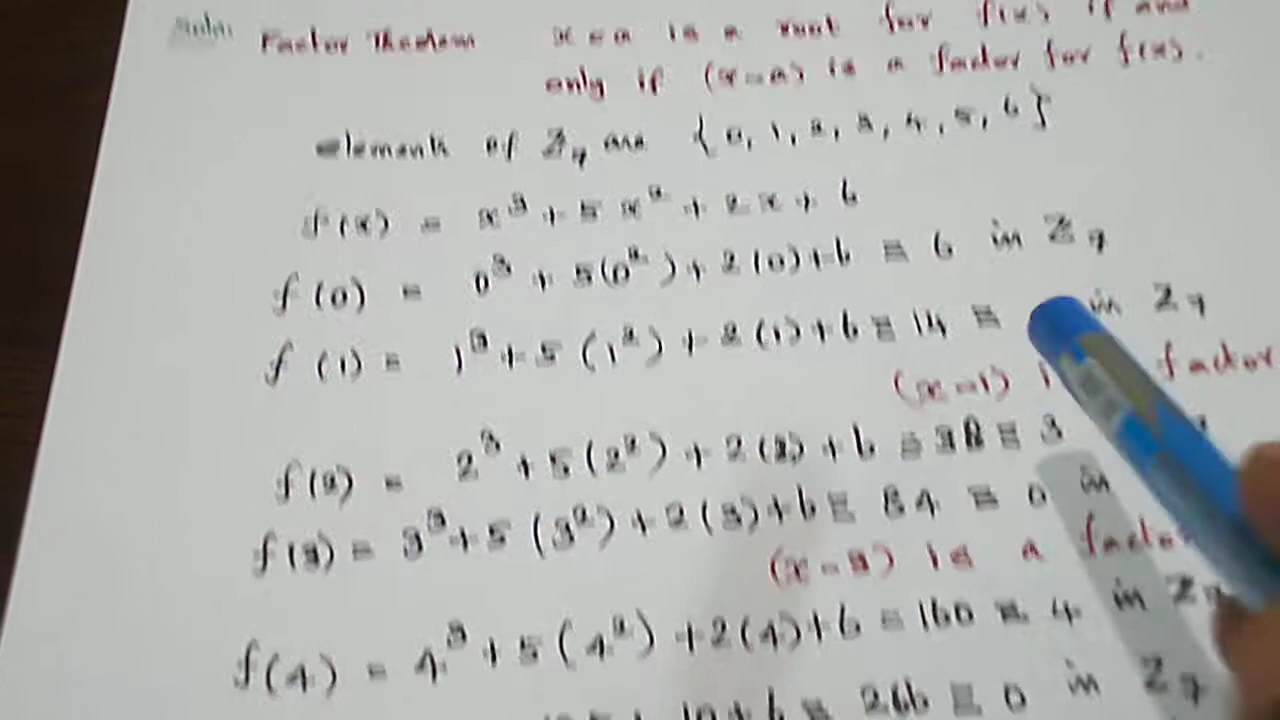 Soln: Factor Theorem x = a is a root for f(x) if and
only if (x - a) is a factor for f(x).
elements of Z7 are {0, 1, 2, 3, 4, 5, 6}
f(x) = x³ + 5x² + 2x + 6
f(0) = 0³ + 5(0²) + 2(0) + 6 ≡ 6 in Z7
f(1) = 1³ + 5(1²) + 2(1) + 6 ≡ 14 ≡ in Z7
(x - 1) factor
f(2) = 2³ + 5(2²) + 2(2) + 6 ≡ 38 ≡ 3
f(3) = 3³ + 5(3²) + 2(3) + 6 ≡ 84 ≡ 0 in
(x - 3) is a factor
f(4) = 4³ + 5(4²) + 2(4) + 6 = 160 ≡ 4 in Z7
10 + 6 ≡ 266 ≡ 0 in Z7